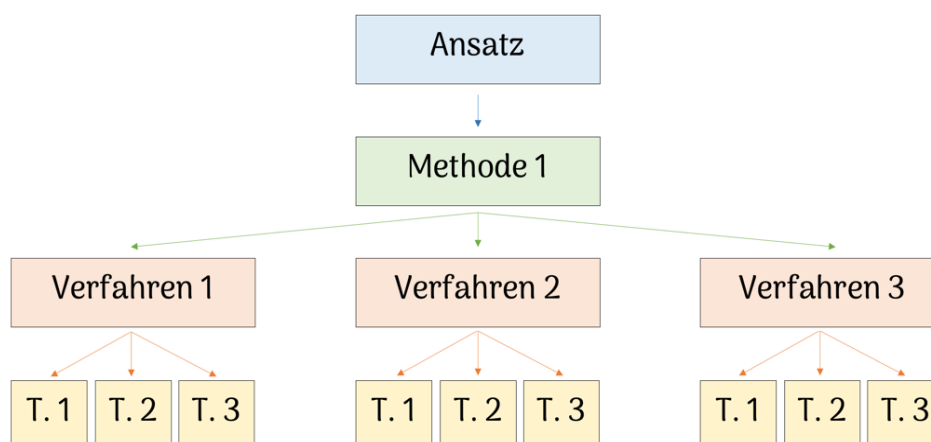 Ansatz
Methode 1
Verfahren 1
Verfahren 2
Verfahren 3
T. 1
T. 2
T. 3
T. 1
T. 2
T. 3
T. 1
T. 2
T. 3